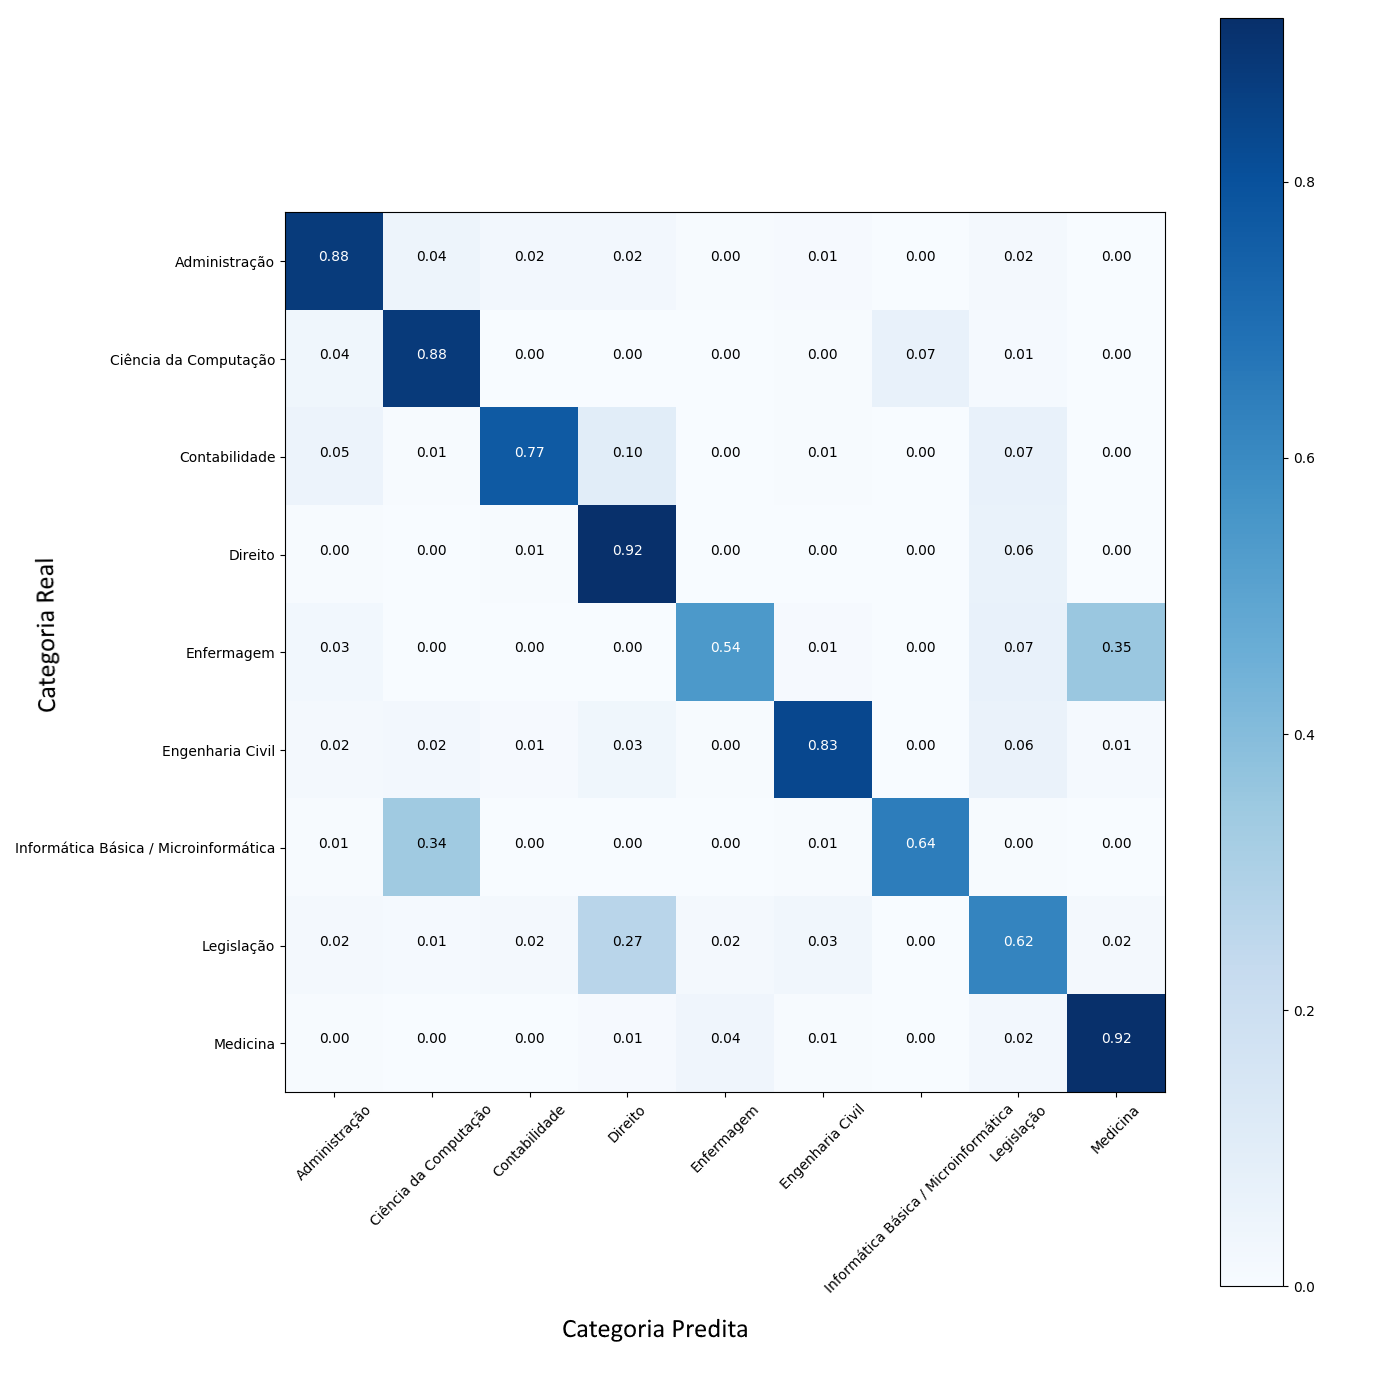 Administração 0.88 0.04 0.02 0.02 0.00 0.01 0.00 0.02 0.00
Ciência da Computação 0.04 0.88 0.00 0.00 0.00 0.00 0.07 0.01 0.00
Contabilidade 0.05 0.01 0.77 0.10 0.00 0.01 0.00 0.07 0.00
Direito 0.00 0.00 0.01 0.92 0.00 0.00 0.00 0.06 0.00
Enfermagem 0.03 0.00 0.00 0.00 0.54 0.01 0.00 0.07 0.35
Engenharia Civil 0.02 0.02 0.01 0.03 0.00 0.83 0.00 0.06 0.01
Informática Básica / Microinformática 0.01 0.34 0.00 0.00 0.00 0.01 0.64 0.00 0.00
Legislação 0.02 0.01 0.02 0.27 0.02 0.03 0.00 0.62 0.02
Medicina 0.00 0.00 0.00 0.01 0.04 0.01 0.00 0.02 0.92
Categoria Real
Administração
Ciência da Computação
Contabilidade
Direito
Enfermagem
Engenharia Civil
Informática Básica / Microinformática
Legislação
Medicina
Categoria Predita
0.8
0.6
0.4
0.2
0.0